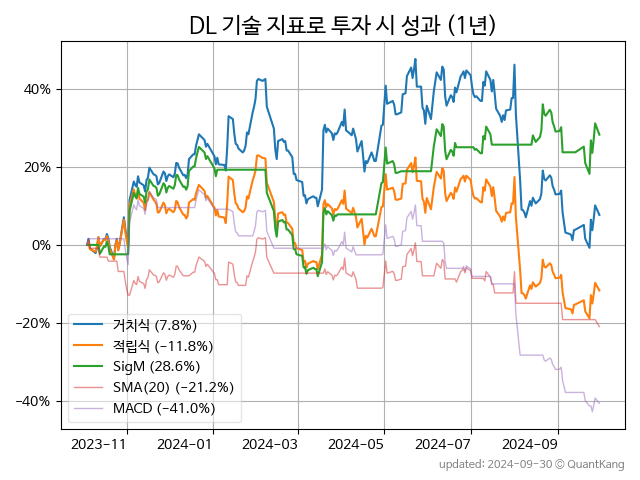 DL 기술 지표로 투자 시 성과 (1년)
40%
20%
0%
−20%
−40%
거치식 (7.8%)
적립식 (−11.8%)
SigM (28.6%)
SMA(20) (−21.2%)
MACD (−41.0%)
2023-11
2024-01
2024-03
2024-05
2024-07
2024-09
updated: 2024-09-30 © QuantKang